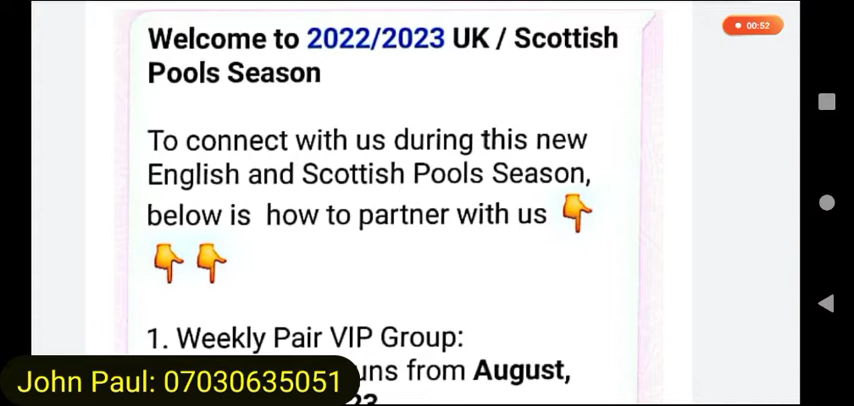 00:52
Welcome to 2022/2023 UK / Scottish
Pools Season
To connect with us during this new
English and Scottish Pools Season,
below is how to partner with us 👇
👇👇
1. Weekly Pair VIP Group:
uns from August,
John Paul: 07030635051